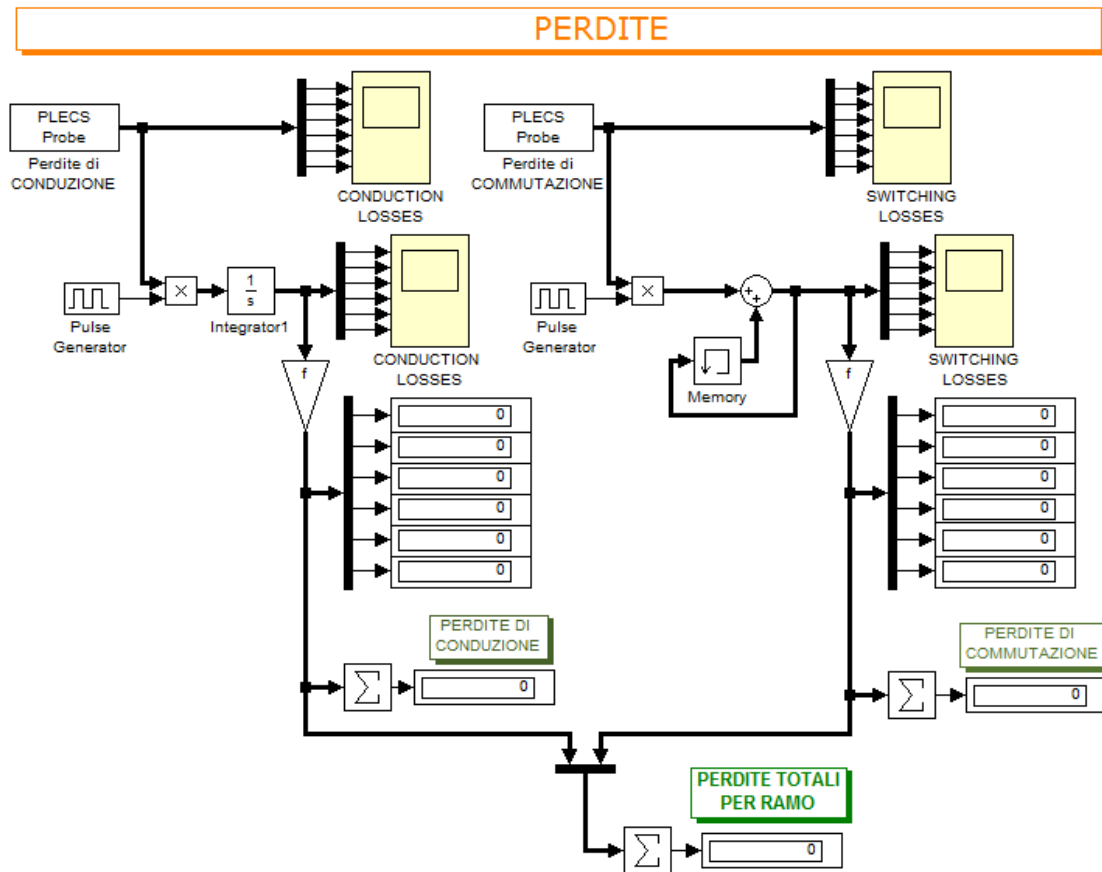 PERDITE
PLECS
Probe
Perdite di
CONDUZIONE
CONDUCTION
LOSSES
PLECS
Probe
Perdite di
COMMUTAZIONE
SWITCHING
LOSSES
Pulse
Generator
×
1
s
Integrator1
CONDUCTION
LOSSES
Pulse
Generator
×
+
+
Memory
SWITCHING
LOSSES
f
f
0
0
0
0
0
0
0
0
0
0
0
0
PERDITE DI
CONDUZIONE
Σ
0
PERDITE DI
COMMUTAZIONE
Σ
0
PERDITE TOTALI
PER RAMO
Σ
0